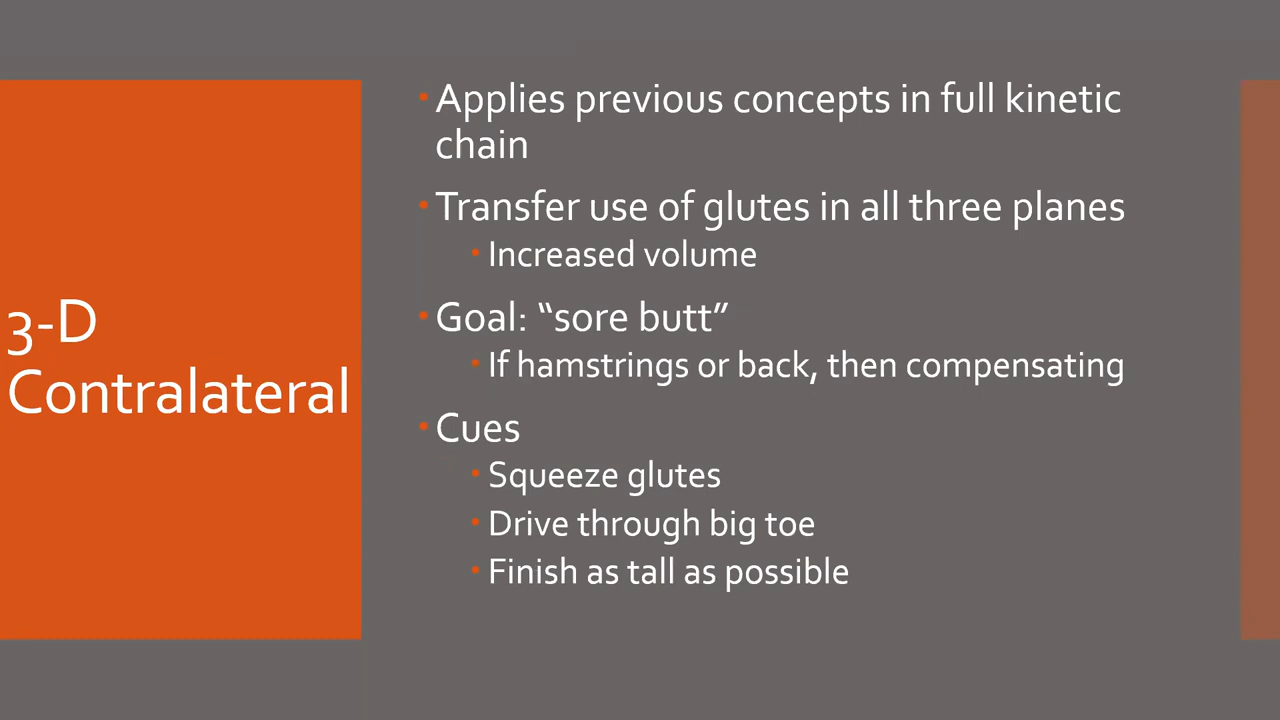 3-D
Contralateral
• Applies previous concepts in full kinetic
chain
• Transfer use of glutes in all three planes
• Increased volume
• Goal: “sore butt”
• If hamstrings or back, then compensating
• Cues
• Squeeze glutes
• Drive through big toe
• Finish as tall as possible